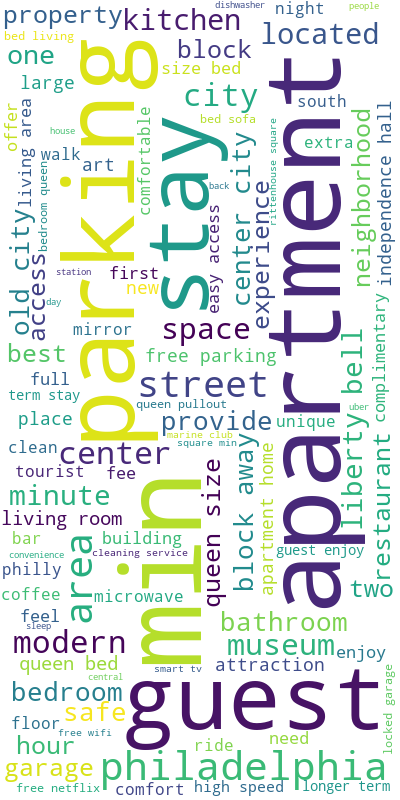 property
dishwasher
night
people
kitchen
located
bed living
one
block
size bed
large
city
south
offer
living area
house
walk
art
comfortable
bed sofa
rittenhouse square
extra
neighborhood
independence hall
parking
stay
apartment
old city
access
bedroom queen
back
easy access
center city
experience
station
first
new
day
mirror
space
best
free parking
full
term stay
street
complimentary
uber
queen pullout
place
provide
unique
liberty bell
restaurant
clean
center
marine club
square min
tourist
fee
minute
min
queen size
block away
apartment home
guest enjoy
living room
bar
building
convenience
cleaning service
philly
area
two
coffee
microwave
feel
sleep
bathroom
modern
museum
enjoy
queen bed
smart tv
attraction
central
bedroom
safe
guest
floor
free wifi
locked garage
hour
ride
need
garage
philadelphia
free netflix
comfort
high speed
longer term